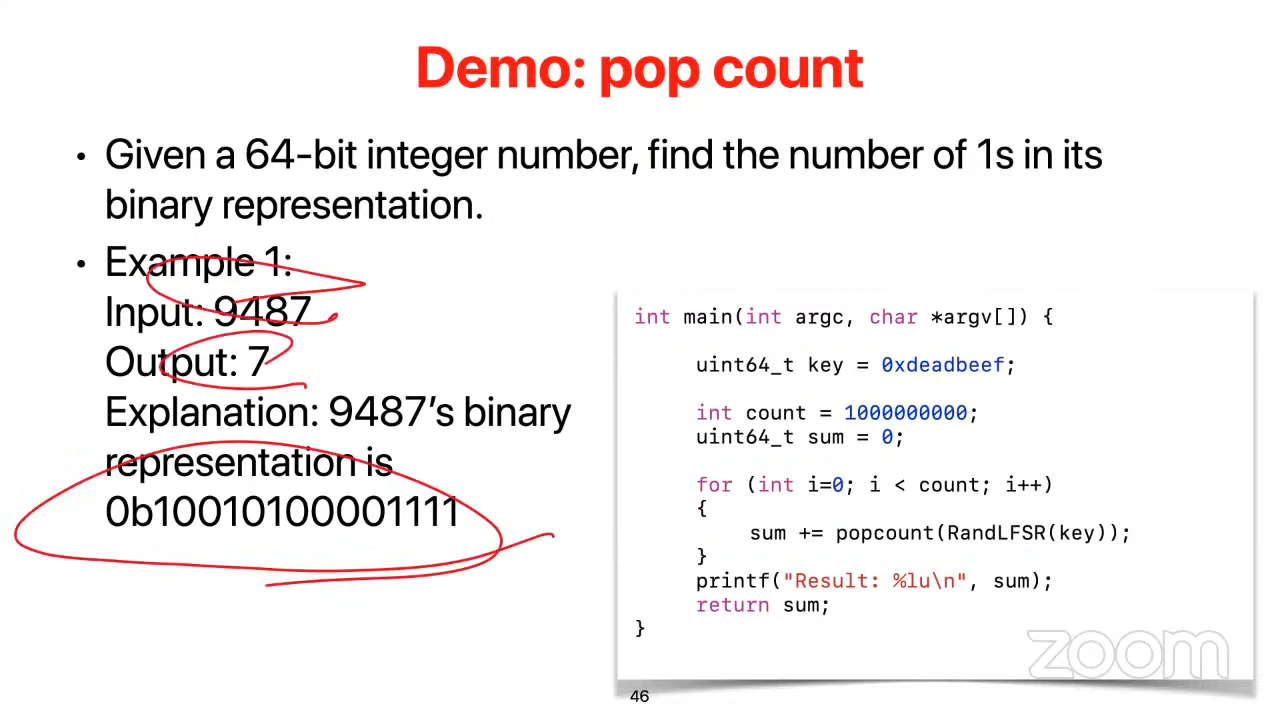 Demo: pop count
• Given a 64-bit integer number, find the number of 1s in its
binary representation.
• Example 1:
Input: 9487
Output: 7
Explanation: 9487’s binary
representation is
0b10010100001111
int main(int argc, char *argv[]) {
uint64_t key = 0xdeadbeef;
int count = 1000000000;
uint64_t sum = 0;
for (int i=0; i < count; i++)
{
sum += popcount(RandLFSR(key));
}
printf("Result: %lu\n", sum);
return sum;
}
zoom
46